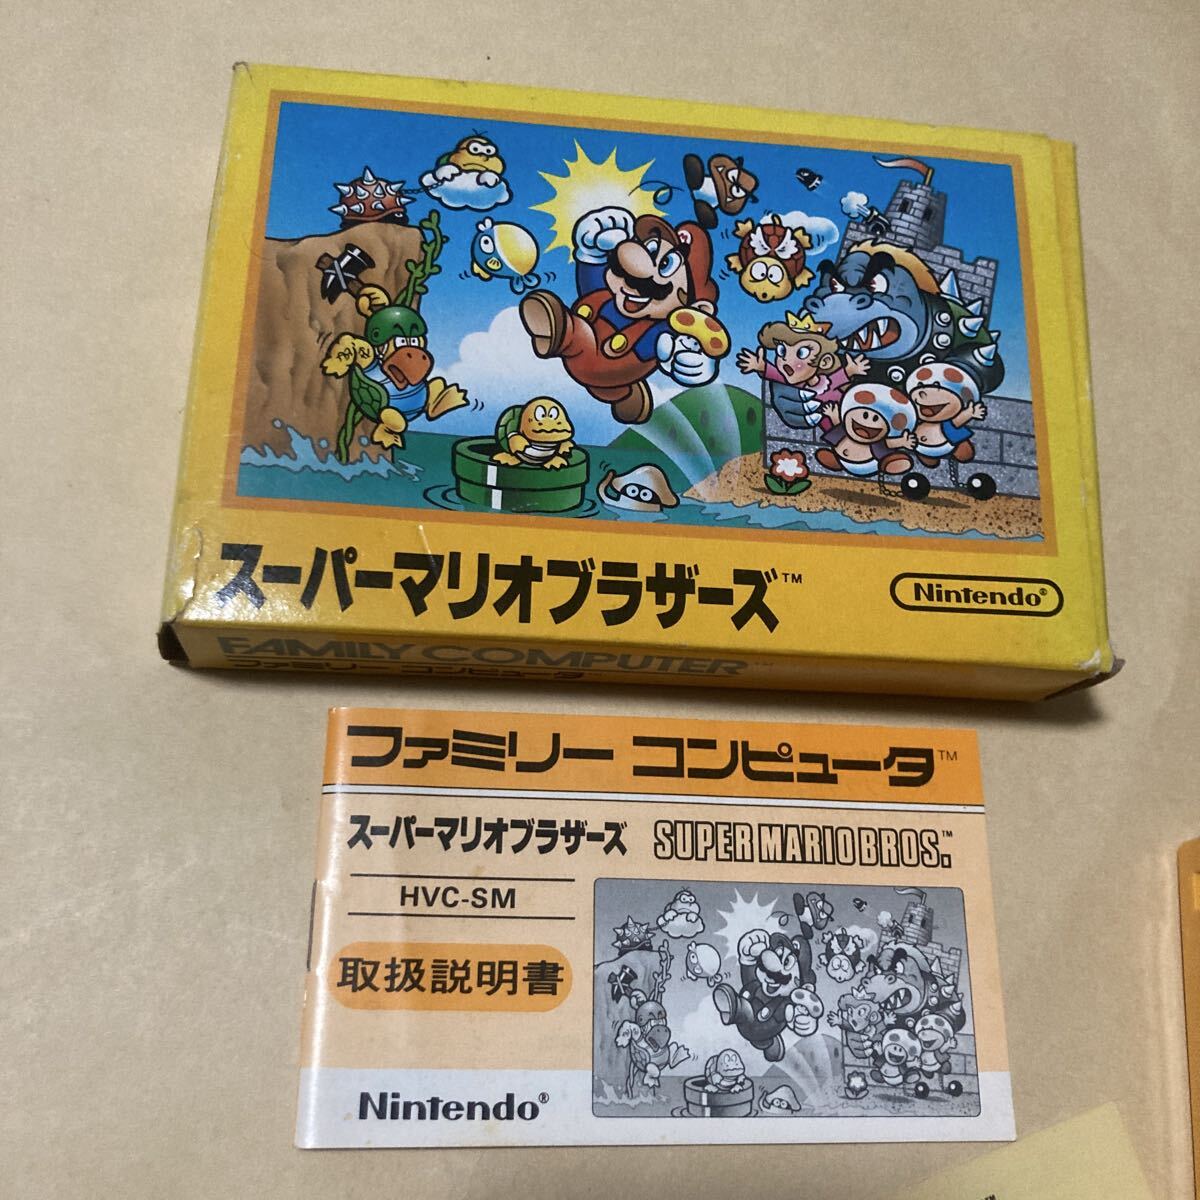 スーパーマリオブラザーズ™
Nintendo®
FAMILY COMPUTER™
ファミリー コンピュータ
ファミリー コンピュータ™
スーパーマリオブラザーズ SUPER MARIO BROS.™
HVC-SM
取扱説明書
Nintendo®